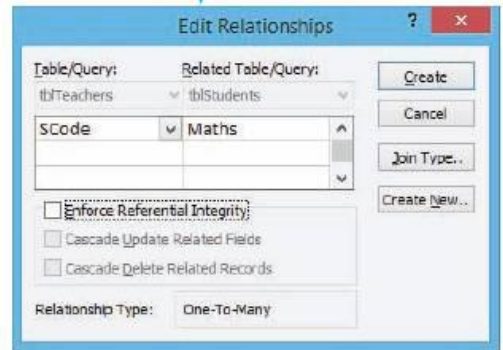 Edit Relationships ?
Table/Query: Related Table/Query:
tblTeachers tblStudents
SCode Maths
Create
Cancel
Join Type..
Create New..
Enforce Referential Integrity
Cascade Update Related Fields
Cascade Delete Related Records
Relationship Type: One-To-Many